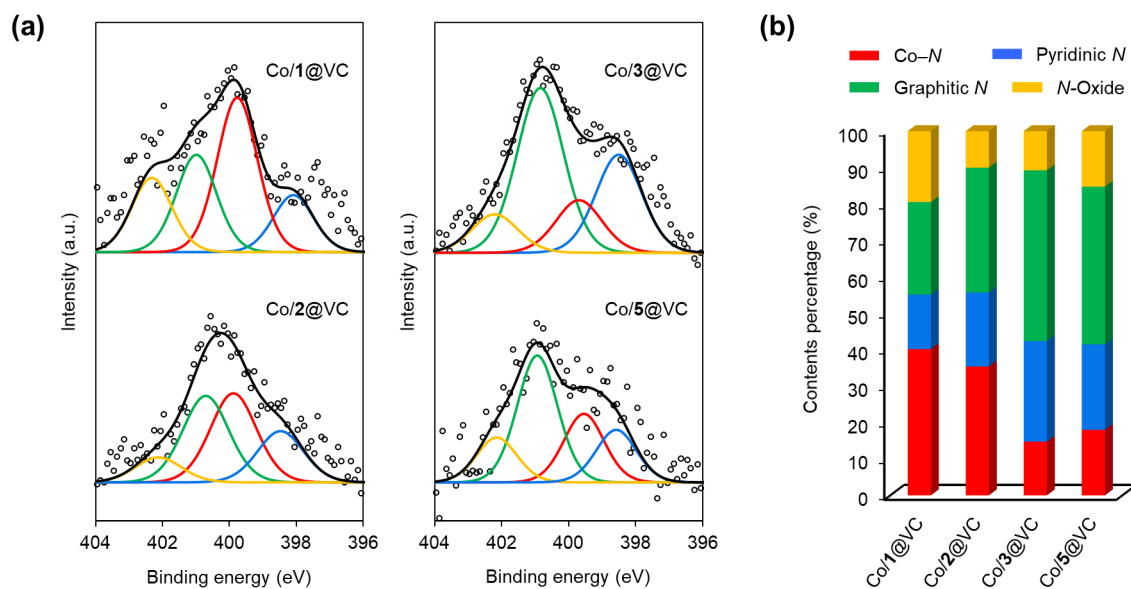 (a)
Co/1@VC
Co/3@VC
Intensity (a.u.)
Intensity (a.u.)
Co/2@VC
Co/5@VC
Intensity (a.u.)
Intensity (a.u.)
404 402 400 398 396
404 402 400 398 396
Binding energy (eV)
Binding energy (eV)
(b)
Co–N
Pyridinic N
Graphitic N
N-Oxide
Contents percentage (%)
100
90
80
70
60
50
40
30
20
10
0
Co/1@VC
Co/2@VC
Co/3@VC
Co/5@VC